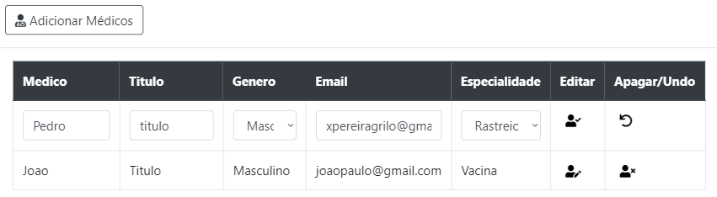 Adicionar Médicos
Medico Titulo Genero Email Especialidade Editar Apagar/Undo
Pedro titulo Masc xpereiragrilo@gma Rastreic
Joao Titulo Masculino joaopaulo@gmail.com Vacina